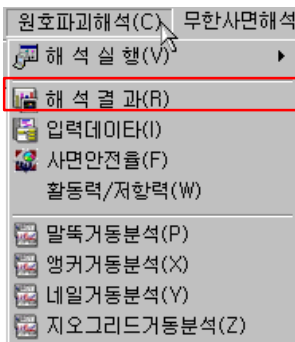 원호파괴해석(C) 무한사면해석
해 석 실 행(V)
해 석 결 과(R)
입력데이타(I)
사면안전율(F)
활동력/저항력(W)
말뚝거동분석(P)
앵커거동분석(X)
네일거동분석(Y)
지오그리드거동분석(Z)